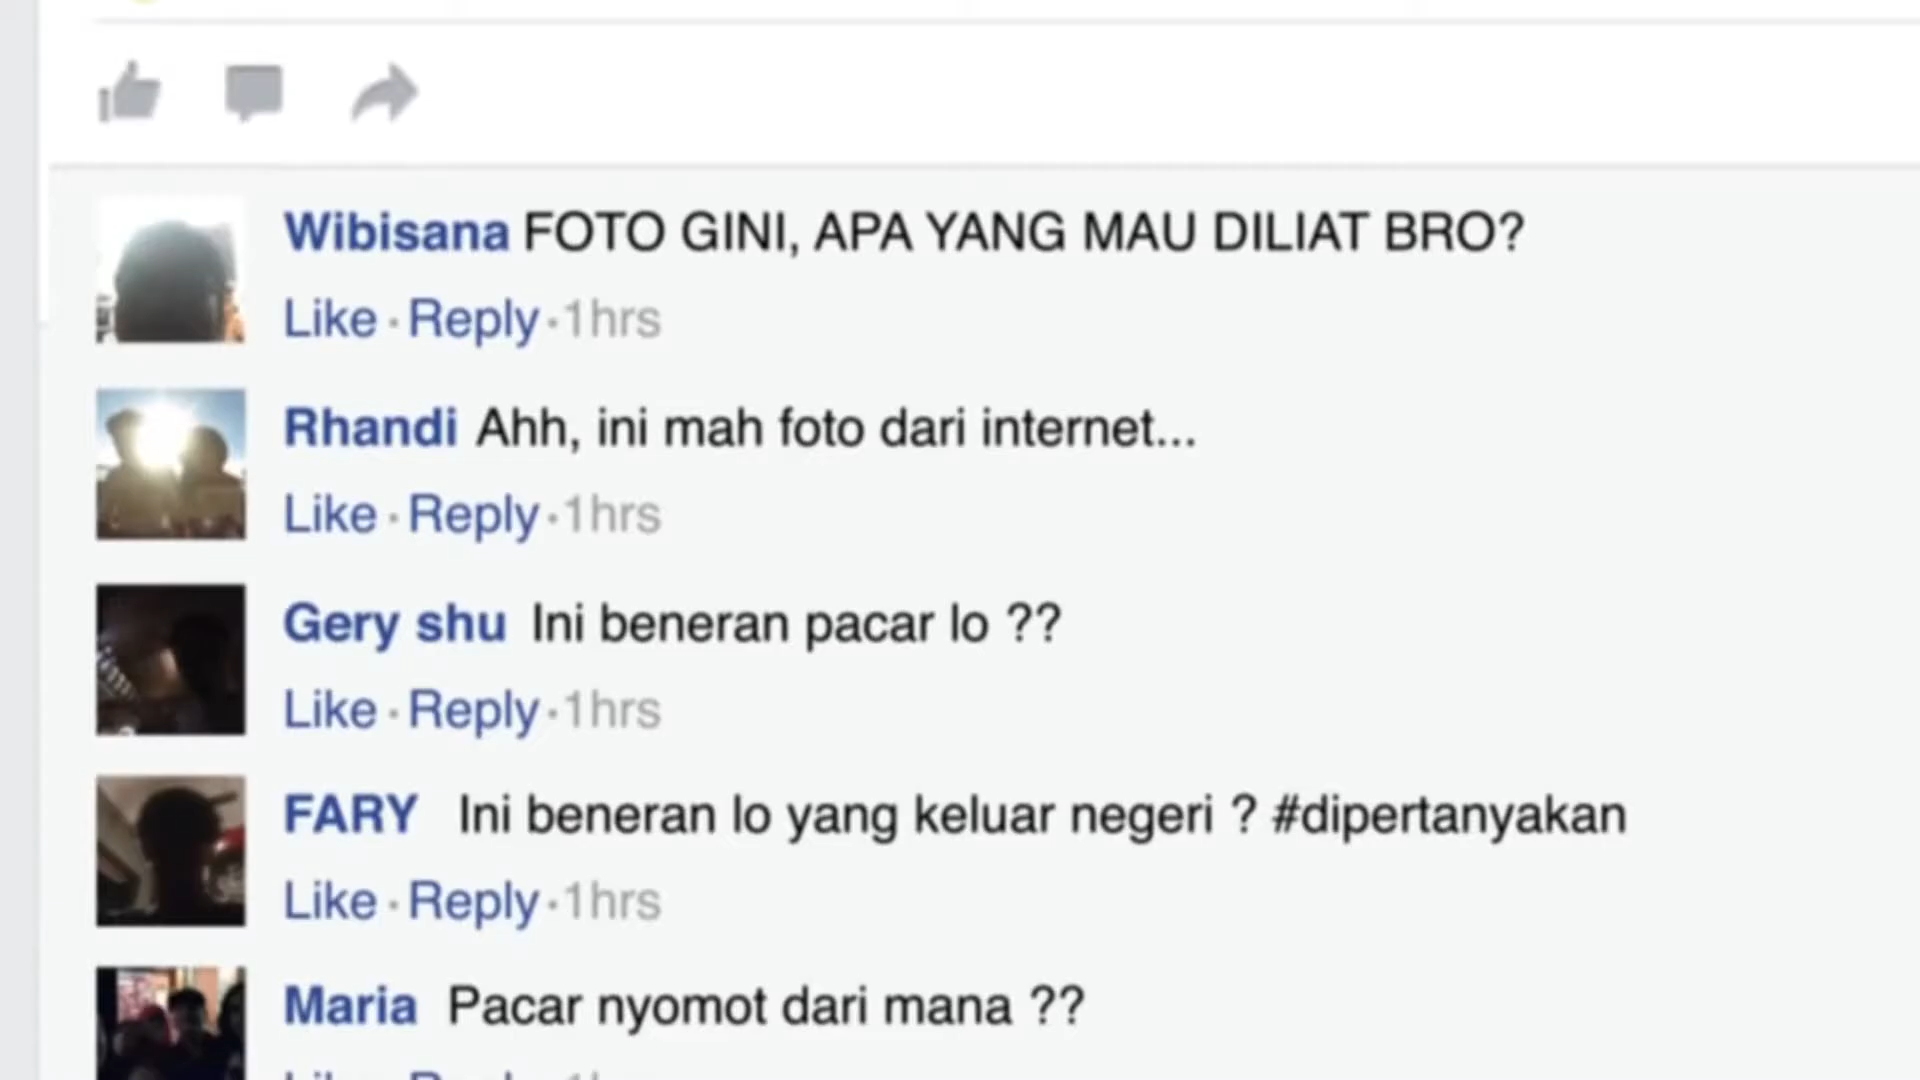 Wibisana FOTO GINI, APA YANG MAU DILIAT BRO?
Like · Reply · 1hrs
Rhandi Ahh, ini mah foto dari internet...
Like · Reply · 1hrs
Gery shu Ini beneran pacar lo ??
Like · Reply · 1hrs
FARY Ini beneran lo yang keluar negeri ? #dipertanyakan
Like · Reply · 1hrs
Maria Pacar nyomot dari mana ??